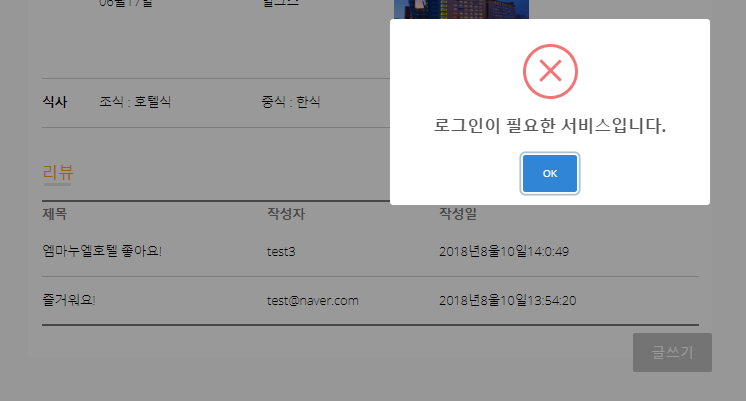 06월17일
로그인이 필요한 서비스입니다.
OK
식사 조식 : 호텔식 중식 : 한식
리뷰
제목 작성자 작성일
엠마누엘호텔 좋아요! test3 2018년8월10일14:0:49
즐거워요! test@naver.com 2018년8월10일13:54:20
글쓰기